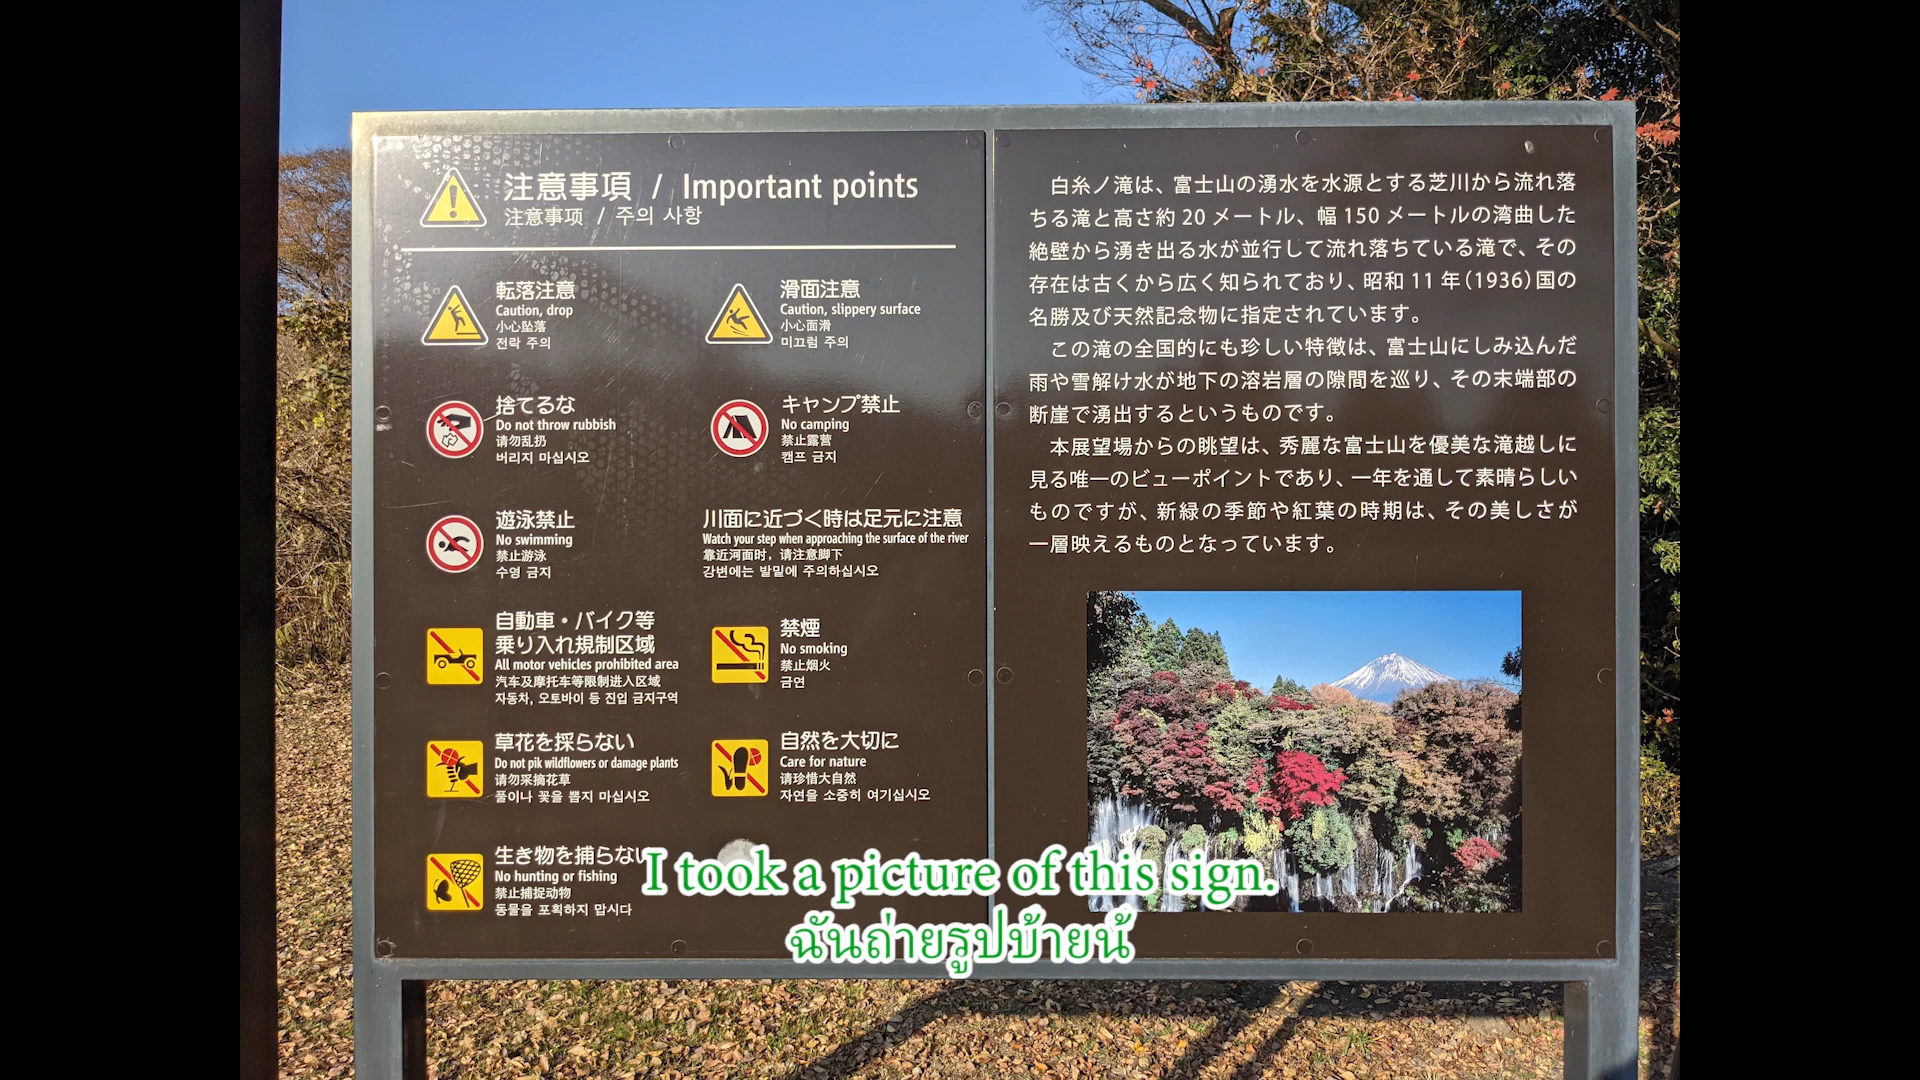 注意事項 / Important points
注意事项 / 주의 사항
転落注意
Caution, drop
小心坠落
전락 주의
滑面注意
Caution, slippery surface
小心面滑
미끄럼 주의
捨てるな
Do not throw rubbish
请勿乱扔
버리지 마십시오
キャンプ禁止
No camping
禁止露营
캠프 금지
遊泳禁止
No swimming
禁止游泳
수영 금지
川面に近づく時は足元に注意
Watch your step when approaching the surface of the river
靠近河面时，请注意脚下
강변에는 발밑에 주의하십시오
自動車・バイク等
乗り入れ規制区域
All motor vehicles prohibited area
汽车及摩托车等限制进入区域
자동차, 오토바이 등 진입 금지구역
禁煙
No smoking
禁止烟火
금연
草花を採らない
Do not pik wildflowers or damage plants
请勿采摘花草
풀이나 꽃을 뽑지 마십시오
自然を大切に
Care for nature
请珍惜大自然
자연을 소중히 여기십시오
生き物を捕らない
No hunting or fishing
禁止捕捉动物
동물을 포획하지 맙시다
白糸ノ滝は、富士山の湧水を水源とする芝川から流れ落
ちる滝と高さ約 20 メートル、幅 150 メートルの湾曲した
絶壁から湧き出る水が並行して流れ落ちている滝で、その
存在は古くから広く知られており、昭和 11 年（1936）国の
名勝及び天然記念物に指定されています。
この滝の全国的にも珍しい特徴は、富士山にしみ込んだ
雨や雪解け水が地下の溶岩層の隙間を巡り、その末端部の
断崖で湧出するというものです。
本展望場からの眺望は、秀麗な富士山を優美な滝越しに
見る唯一のビューポイントであり、一年を通して素晴らしい
ものですが、新緑の季節や紅葉の時期は、その美しさが
一層映えるものとなっています。
I took a picture of this sign.
ฉันถ่ายรูปป้ายนี้